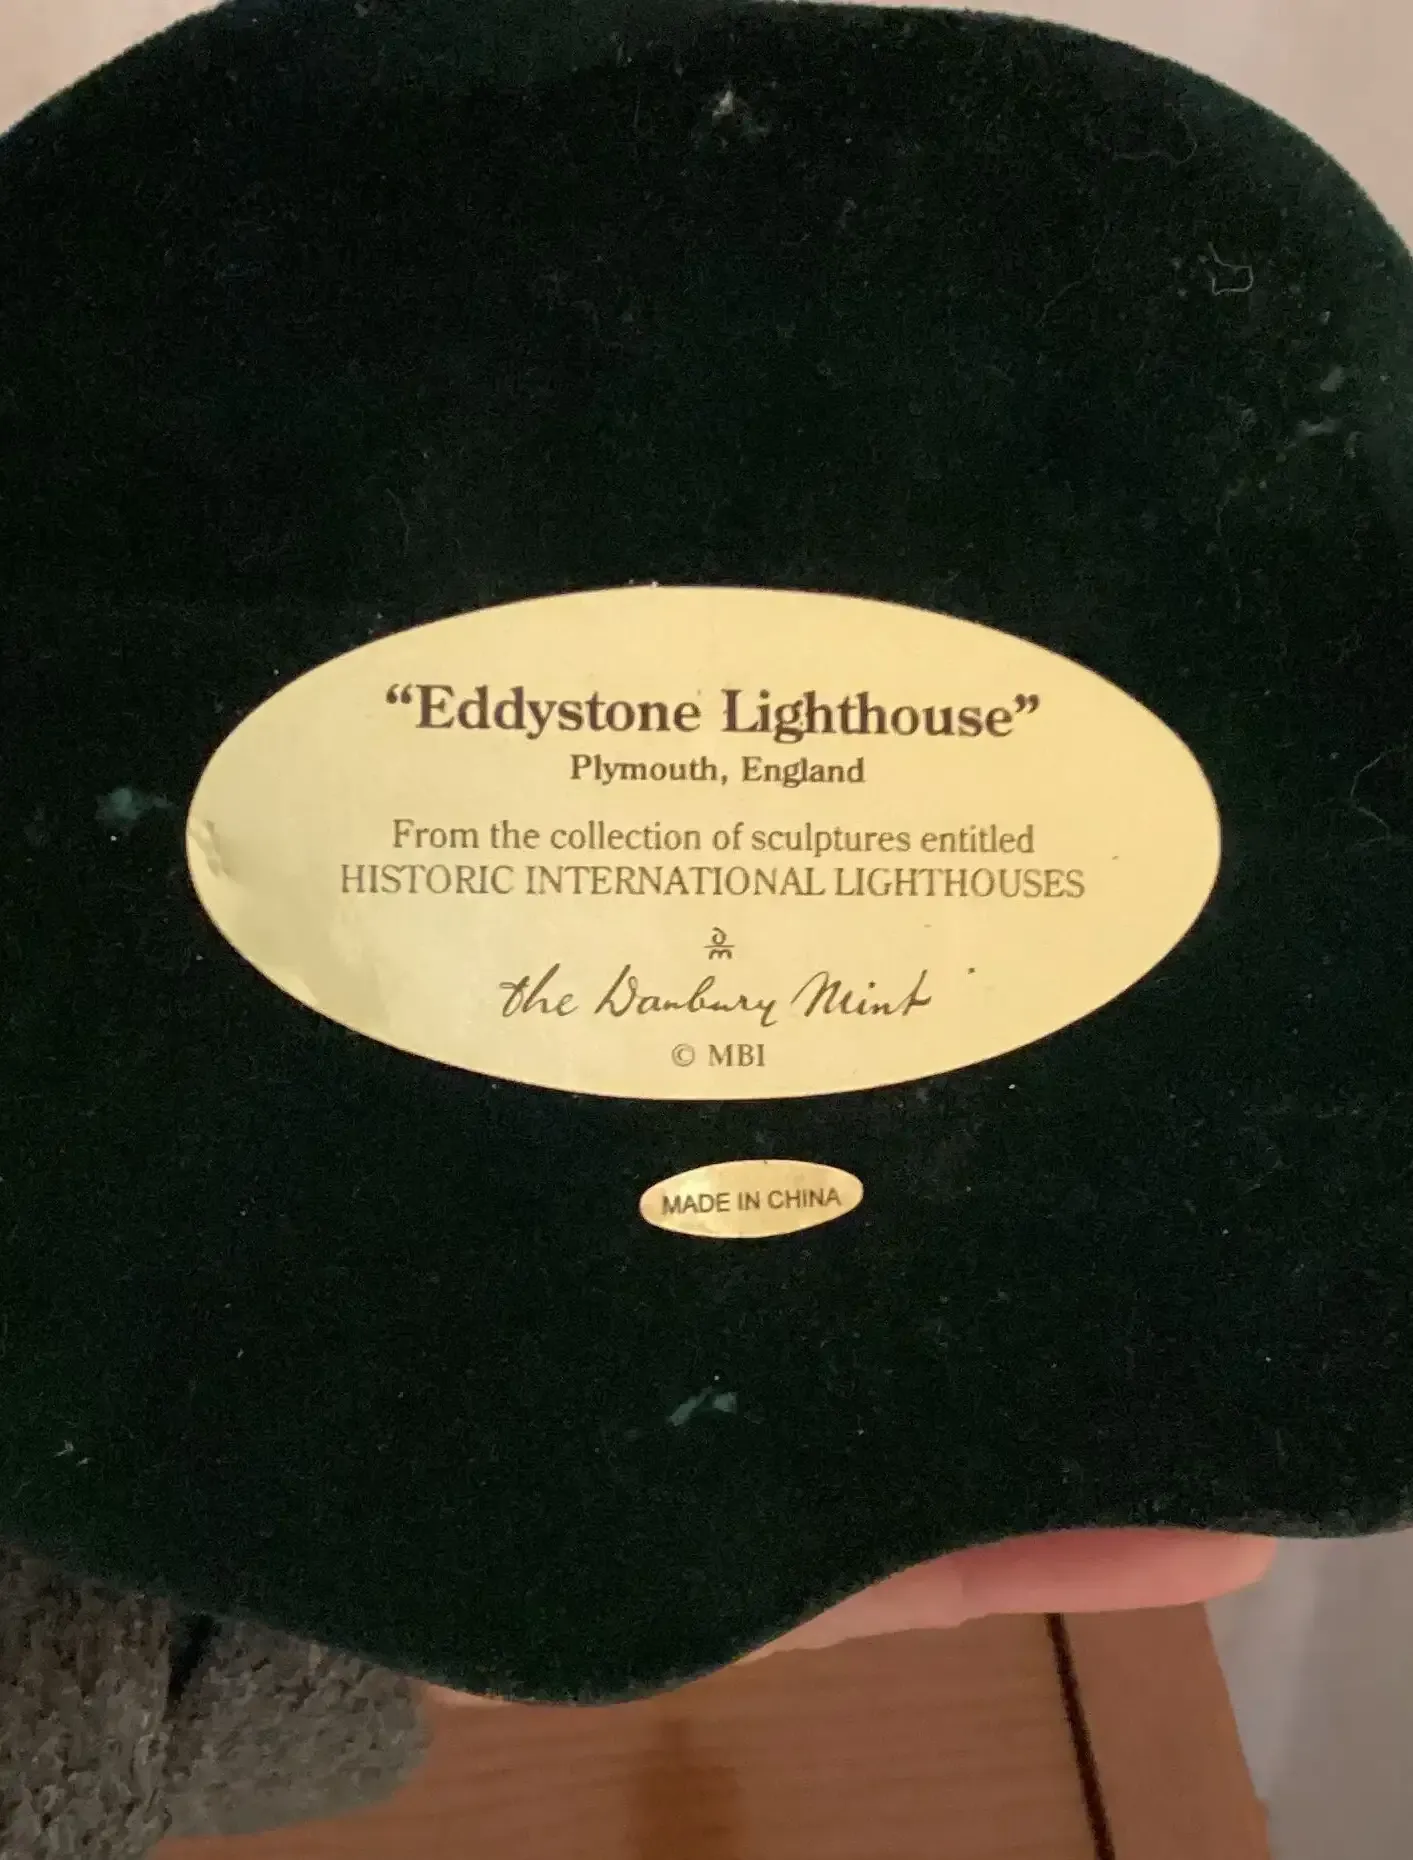 “Eddystone Lighthouse”
Plymouth, England
From the collection of sculptures entitled
HISTORIC INTERNATIONAL LIGHTHOUSES
DM
the Danbury Mint
© MBI
MADE IN CHINA